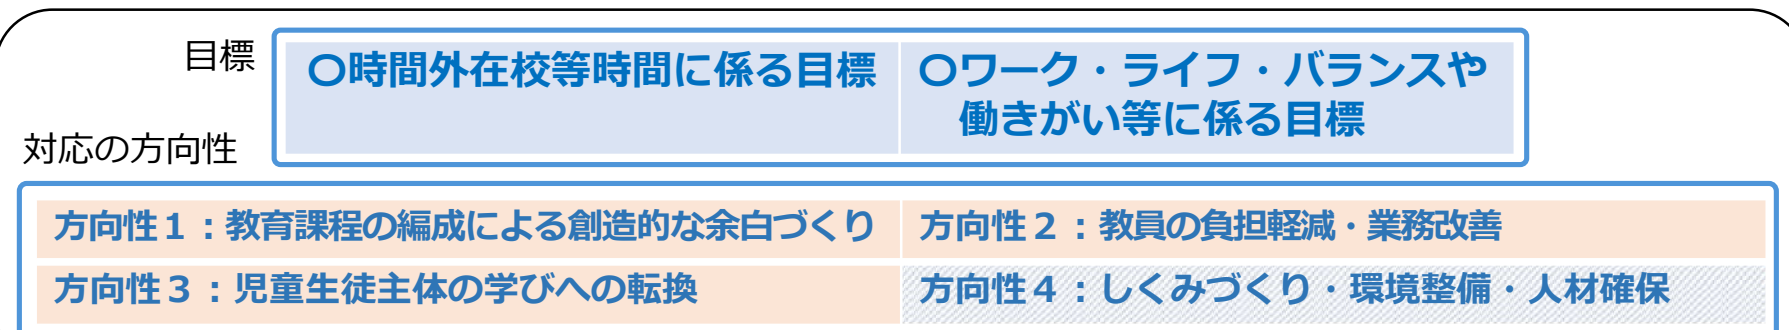 目標
〇時間外在校等時間に係る目標
〇ワーク・ライフ・バランスや
働きがい等に係る目標
対応の方向性
方向性１：教育課程の編成による創造的な余白づくり
方向性２：教員の負担軽減・業務改善
方向性３：児童生徒主体の学びへの転換
方向性４：しくみづくり・環境整備・人材確保